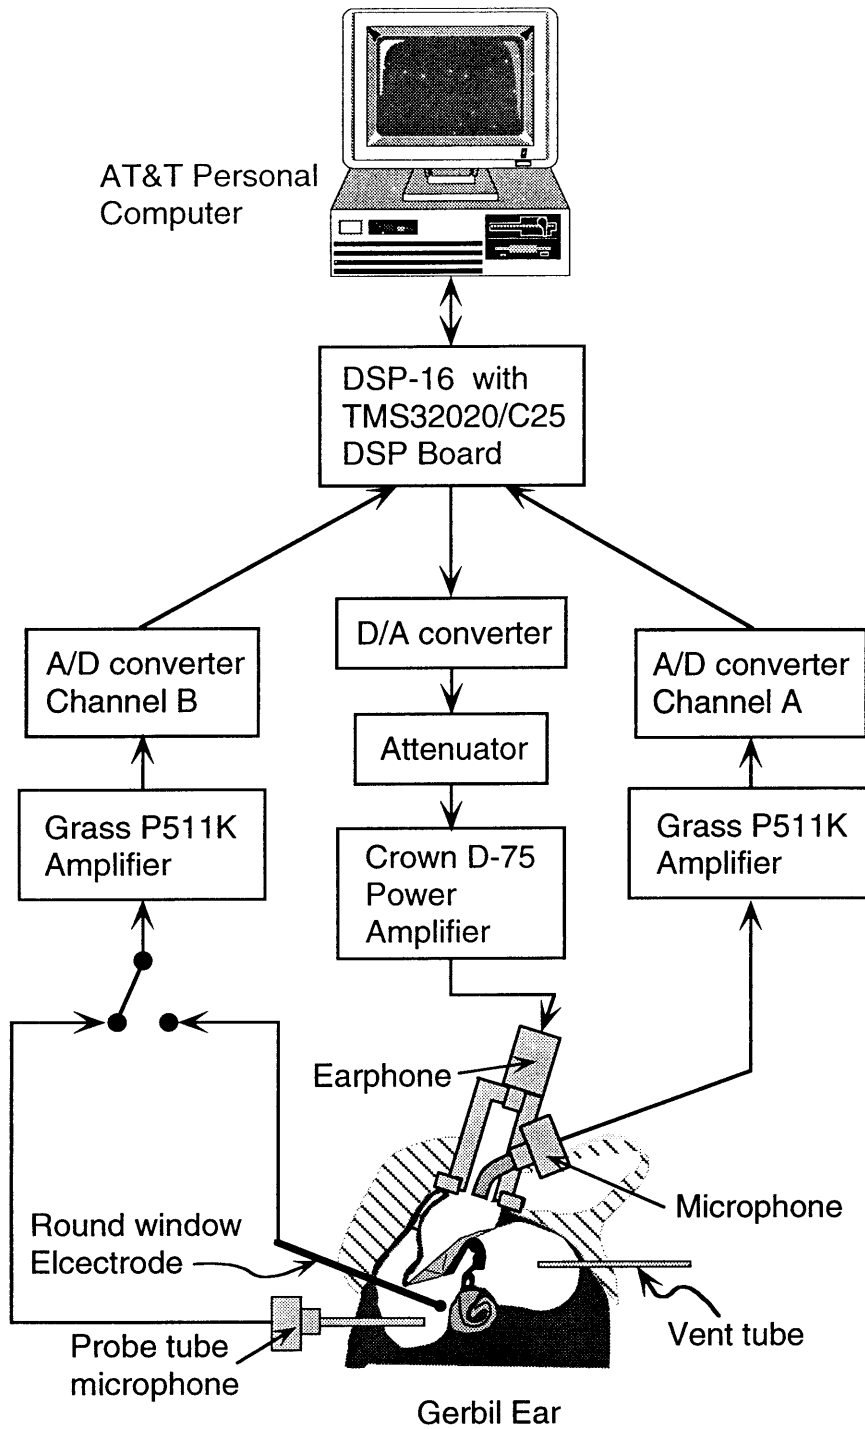 AT&T Personal
Computer
DSP-16 with
TMS32020/C25
DSP Board
A/D converter
Channel B
D/A converter
A/D converter
Channel A
Attenuator
Grass P511K
Amplifier
Crown D-75
Power
Amplifier
Grass P511K
Amplifier
Earphone
Microphone
Round window
Elcectrode
Vent tube
Probe tube
microphone
Gerbil Ear